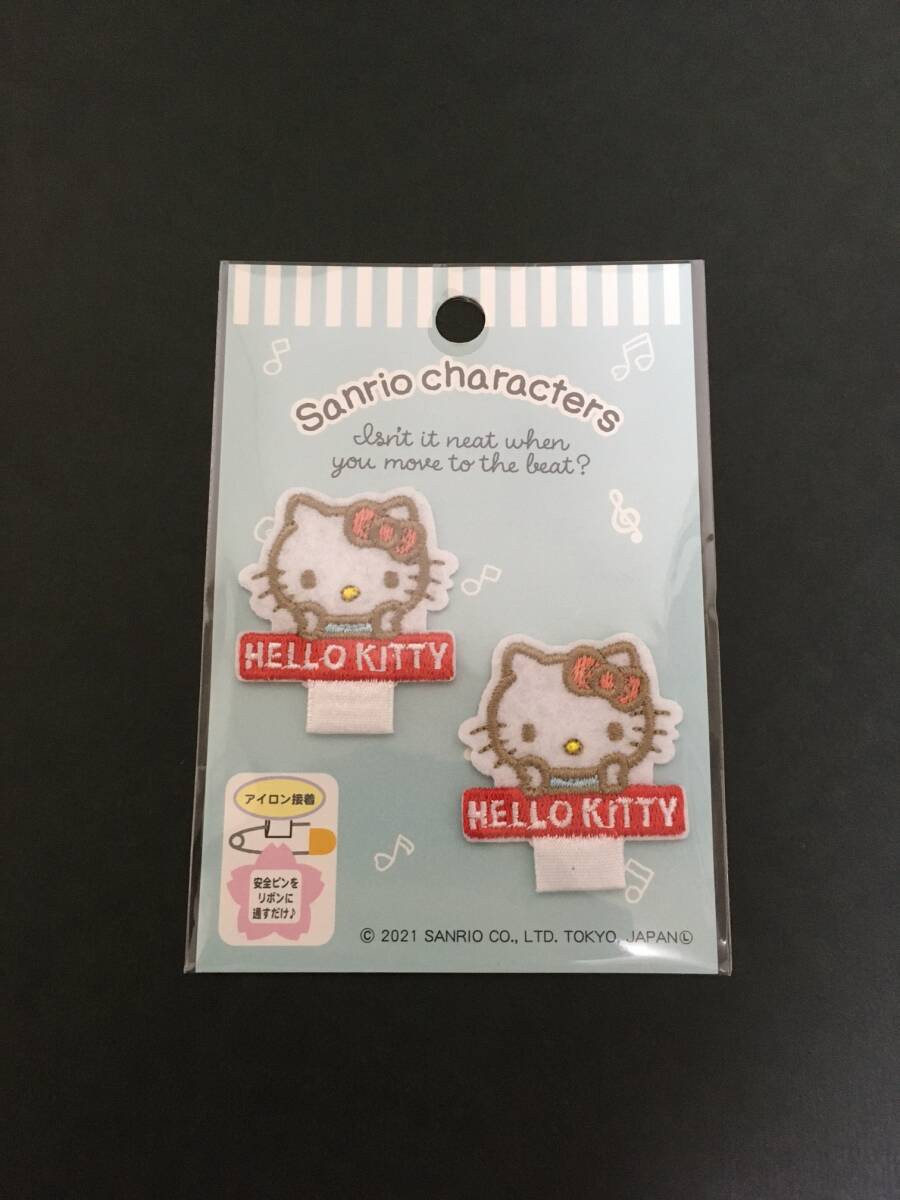 Sanrio characters
Isn't it neat when
you move to the beat?
HELLO KITTY
HELLO KITTY
アイロン接着
安全ピンを
リボンに
通すだけ♪
© 2021 SANRIO CO., LTD. TOKYO, JAPAN Ⓛ